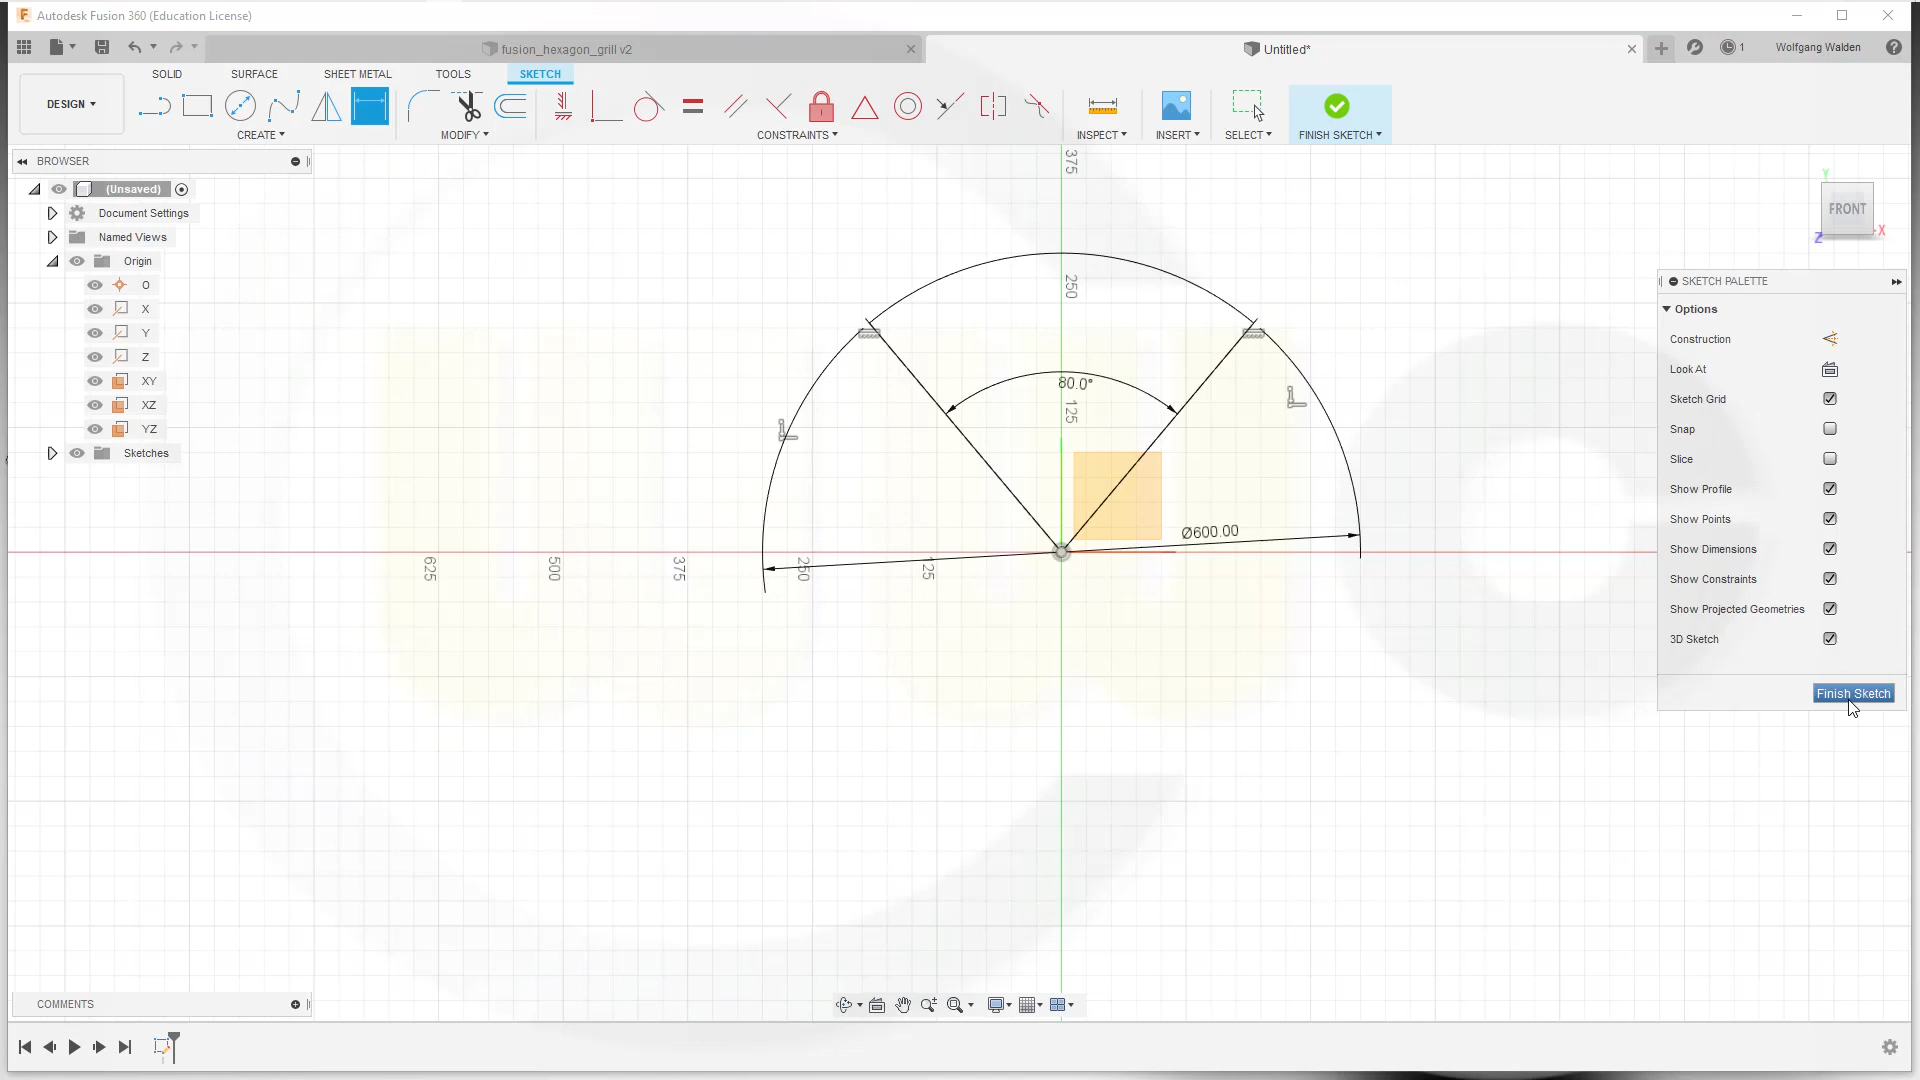 Autodesk Fusion 360 (Education License)
fusion_hexagon_grill v2
Untitled*
1
Wolfgang Walden
SOLID
SURFACE
SHEET METAL
TOOLS
SKETCH
DESIGN
CREATE
MODIFY
CONSTRAINTS
INSPECT
INSERT
SELECT
FINISH SKETCH
BROWSER
(Unsaved)
Document Settings
Named Views
Origin
O
X
Y
Z
XY
XZ
YZ
Sketches
375
250
80.0°
125
Ø600.00
625
500
375
250
25
Y
FRONT
X
Z
SKETCH PALETTE
Options
Construction
Look At
Sketch Grid
Snap
Slice
Show Profile
Show Points
Show Dimensions
Show Constraints
Show Projected Geometries
3D Sketch
Finish Sketch
COMMENTS